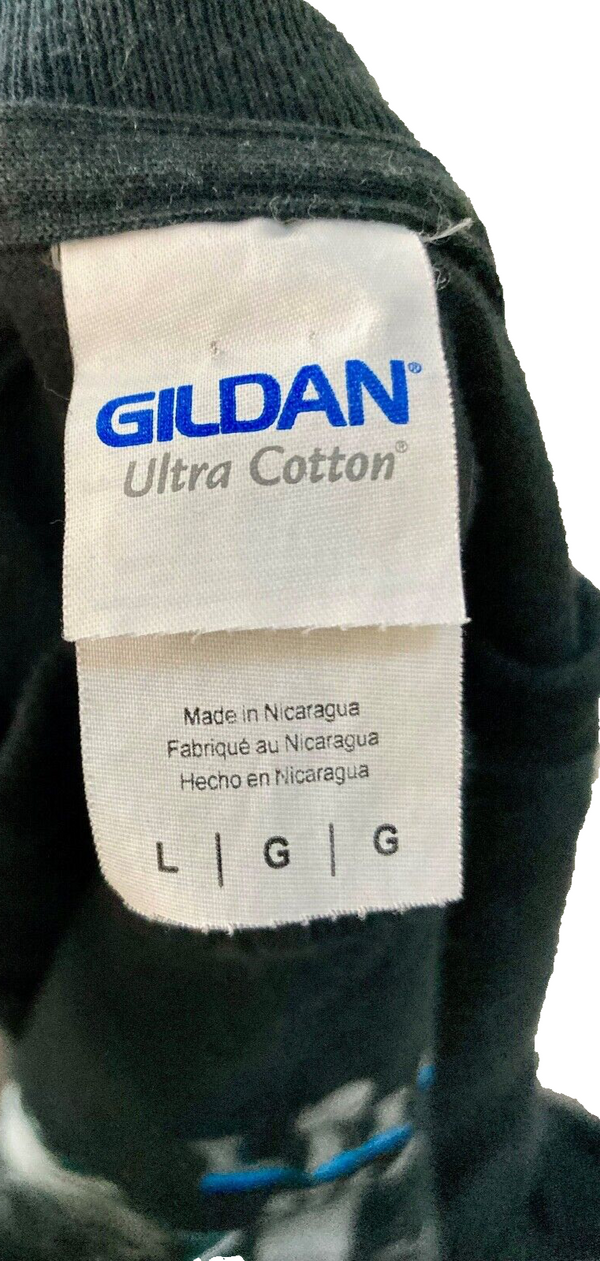 GILDAN®
Ultra Cotton®
Made in Nicaragua
Fabriqué au Nicaragua
Hecho en Nicaragua
L | G | G